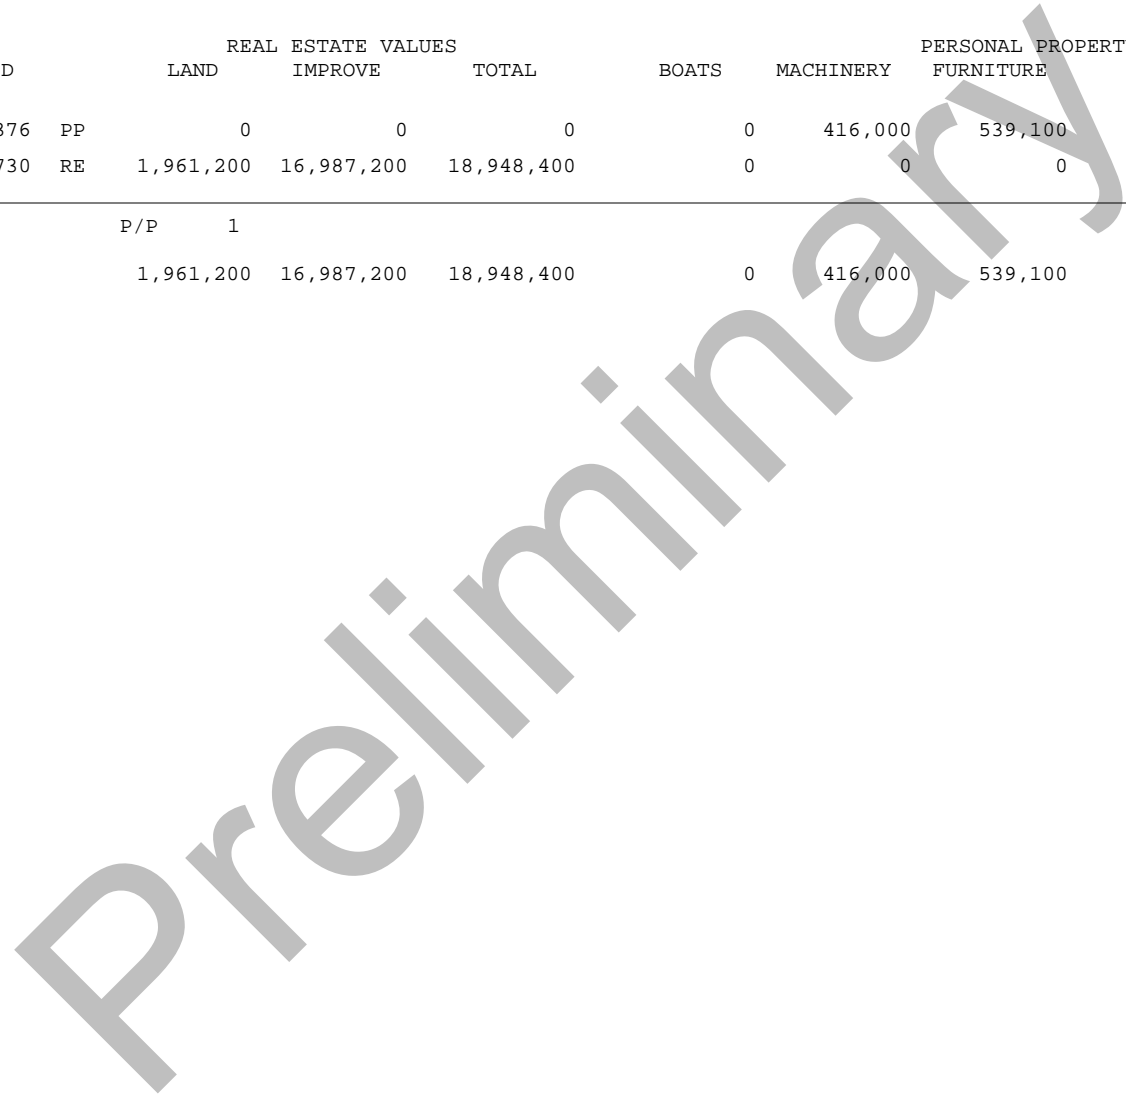 REAL ESTATE VALUES PERSONAL PROPERT
D LAND IMPROVE TOTAL BOATS MACHINERY FURNITURE
376 PP 0 0 0 0 416,000 539,100
730 RE 1,961,200 16,987,200 18,948,400 0 0 0
P/P 1
1,961,200 16,987,200 18,948,400 0 416,000 539,100
Preliminary